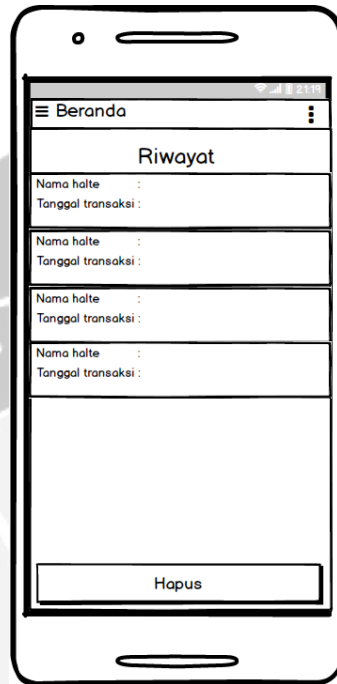 21:19
Beranda
Riwayat
Nama halte :
Tanggal transaksi :
Nama halte :
Tanggal transaksi :
Nama halte :
Tanggal transaksi :
Nama halte :
Tanggal transaksi :
Hapus